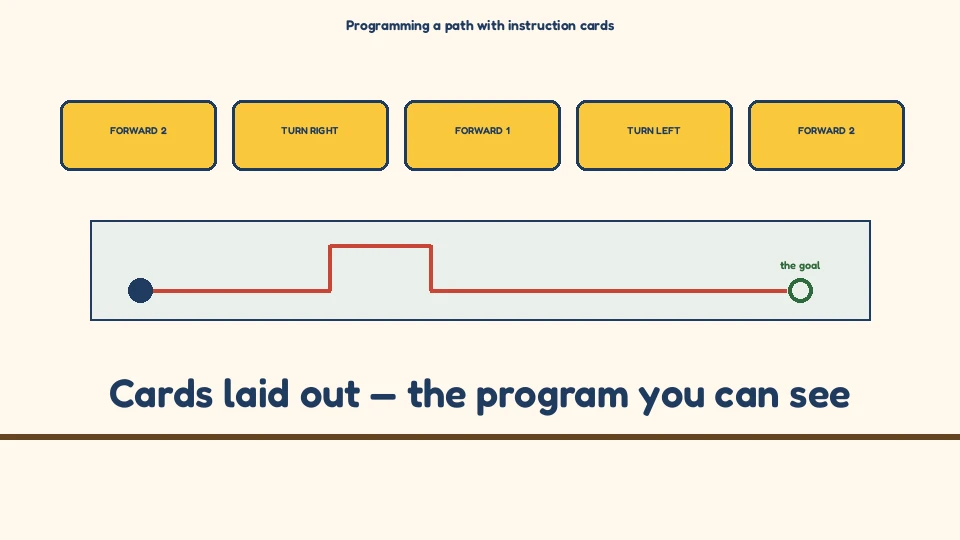 Programming a path with instruction cards
FORWARD 2
TURN RIGHT
FORWARD 1
TURN LEFT
FORWARD 2
the goal
Cards laid out — the program you can see